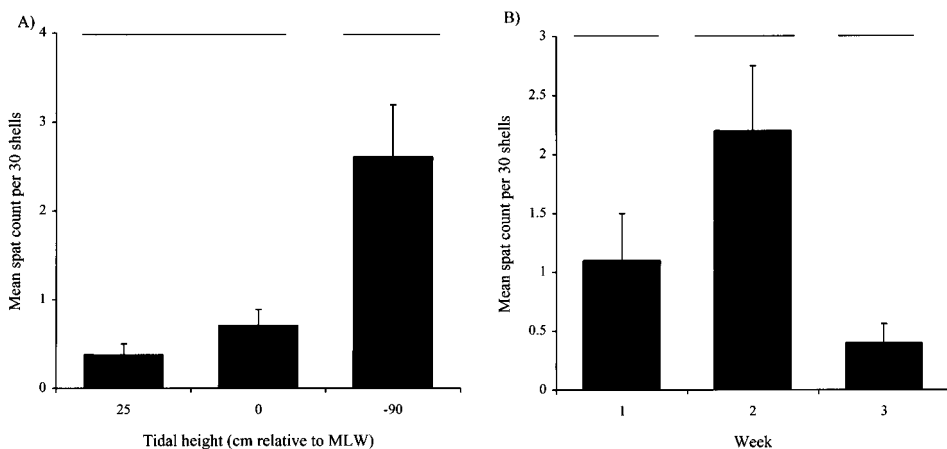 A)
Mean spat count per 30 shells
4
3
2
1
0
25 0 -90
Tidal height (cm relative to MLW)
B)
Mean spat count per 30 shells
3
2.5
2
1.5
1
0.5
0
1 2 3
Week